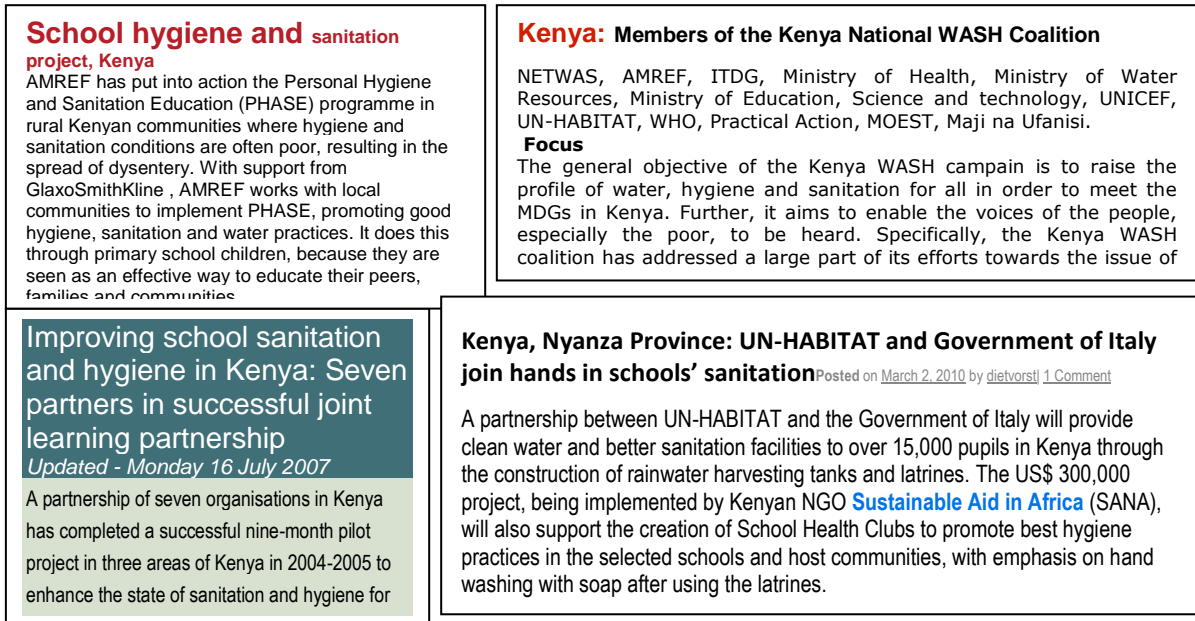 School hygiene and sanitation
project, Kenya
AMREF has put into action the Personal Hygiene
and Sanitation Education (PHASE) programme in
rural Kenyan communities where hygiene and
sanitation conditions are often poor, resulting in the
spread of dysentery. With support from
GlaxoSmithKline , AMREF works with local
communities to implement PHASE, promoting good
hygiene, sanitation and water practices. It does this
through primary school children, because they are
seen as an effective way to educate their peers,
families and communities
Kenya: Members of the Kenya National WASH Coalition
NETWAS, AMREF, ITDG, Ministry of Health, Ministry of Water
Resources, Ministry of Education, Science and technology, UNICEF,
UN-HABITAT, WHO, Practical Action, MOEST, Maji na Ufanisi.
Focus
The general objective of the Kenya WASH campain is to raise the
profile of water, hygiene and sanitation for all in order to meet the
MDGs in Kenya. Further, it aims to enable the voices of the people,
especially the poor, to be heard. Specifically, the Kenya WASH
coalition has addressed a large part of its efforts towards the issue of
Improving school sanitation
and hygiene in Kenya: Seven
partners in successful joint
learning partnership
Updated - Monday 16 July 2007
A partnership of seven organisations in Kenya
has completed a successful nine-month pilot
project in three areas of Kenya in 2004-2005 to
enhance the state of sanitation and hygiene for
Kenya, Nyanza Province: UN-HABITAT and Government of Italy
join hands in schools’ sanitation Posted on March 2, 2010 by dietvorst| 1 Comment
A partnership between UN-HABITAT and the Government of Italy will provide
clean water and better sanitation facilities to over 15,000 pupils in Kenya through
the construction of rainwater harvesting tanks and latrines. The US$ 300,000
project, being implemented by Kenyan NGO Sustainable Aid in Africa (SANA),
will also support the creation of School Health Clubs to promote best hygiene
practices in the selected schools and host communities, with emphasis on hand
washing with soap after using the latrines.